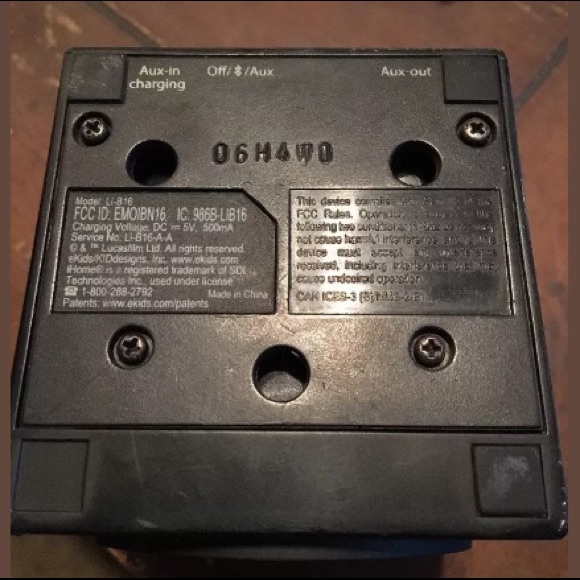 Aux-in Off/ /Aux Aux-out
charging
06H4W0
Model: LI-B16
FCC ID: EMOIBN16 / IC: 986B-LIB16
Charging Voltage: DC ⎓ 5V, 500mA
Service No. LI-B16-A-A
© & ™ Lucasfilm Ltd. All rights reserved.
eKids/KIDdesigns, Inc. www.ekids.com
iHome® is a registered trademark of SDI
Technologies Inc., used under license
☎ 1-800-288-2792 Made in China
Patents: www.ekids.com/patents
This device complies
FCC Rules. Operation
following two conditions:
not cause harmful interference
device must accept any
received, including interference
cause undesired operation.
CAN ICES-3